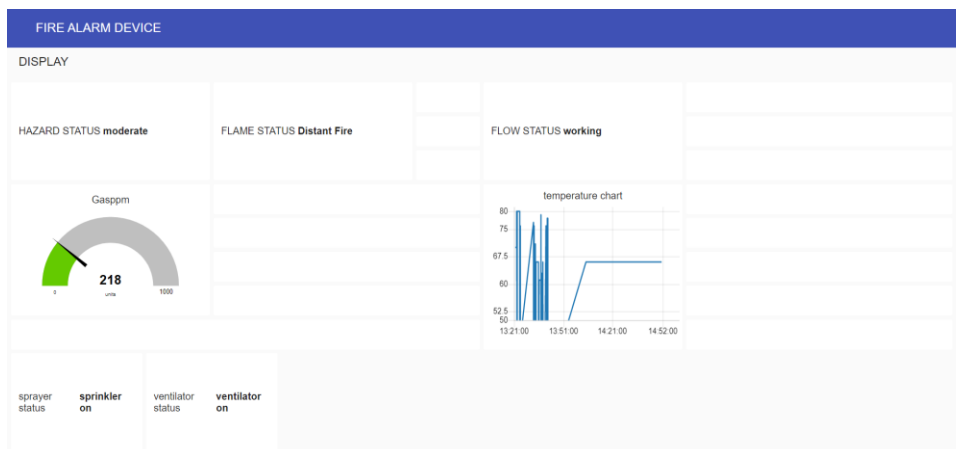 FIRE ALARM DEVICE
DISPLAY
HAZARD STATUS moderate
FLAME STATUS Distant Fire
FLOW STATUS working
Gasppm
218
units
0
1000
temperature chart
80
75
67.5
60
52.5
50
13:21:00 13:51:00 14:21:00 14:52:00
sprayer
status
sprinkler
on
ventilator
status
ventilator
on